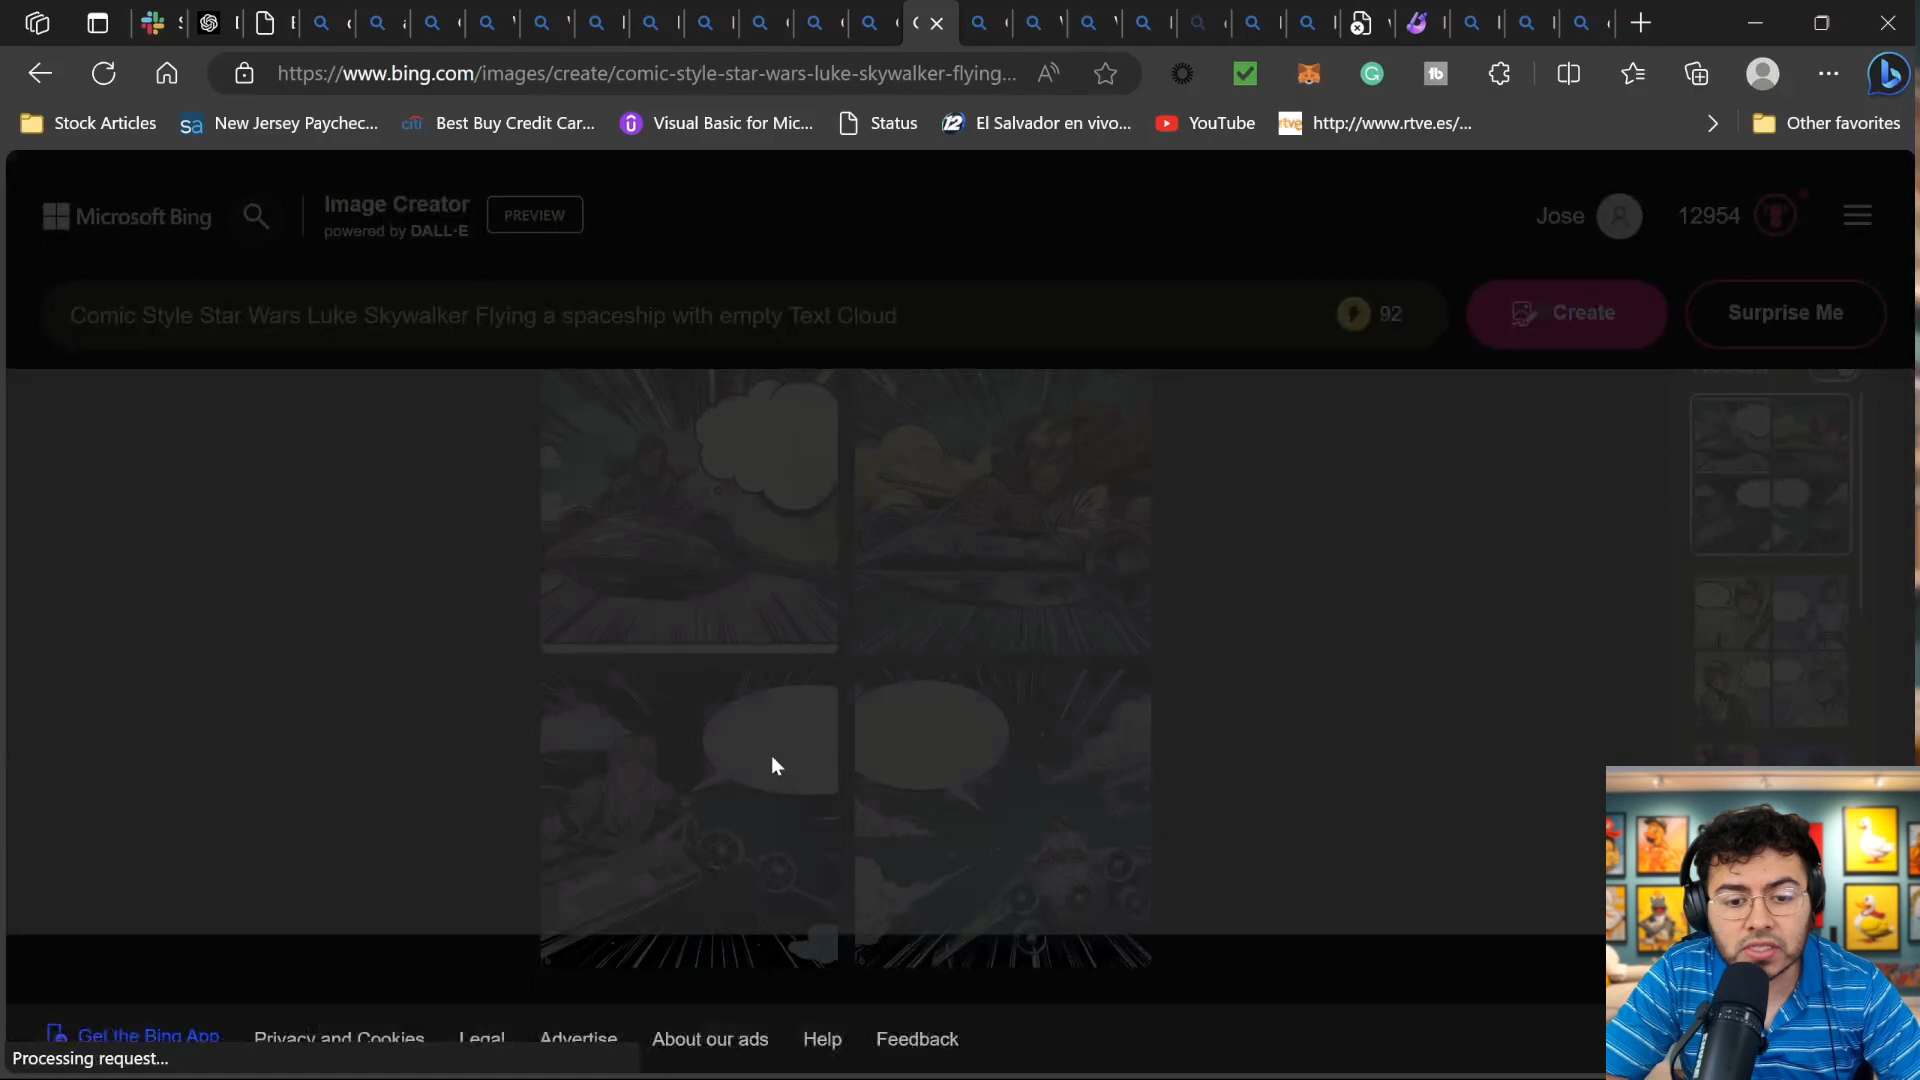 https://www.bing.com/images/create/comic-style-star-wars-luke-skywalker-flying...
Stock Articles
New Jersey Paychec...
Best Buy Credit Car...
Visual Basic for Mic...
Status
El Salvador en vivo...
YouTube
http://www.rtve.es/...
Other favorites
Microsoft Bing
Image Creator
powered by DALL·E
PREVIEW
Jose
12954
Comic Style Star Wars Luke Skywalker Flying a spaceship with empty Text Cloud
92
Create
Surprise Me
Get the Bing App
Privacy and Cookies
Legal
Advertise
About our ads
Help
Feedback
Processing request...